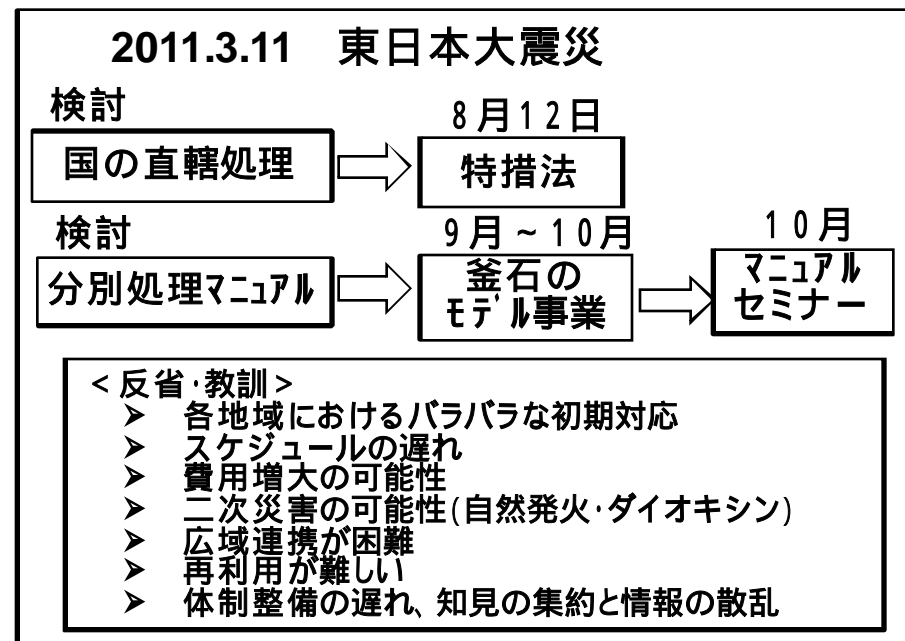 2011.3.11　東日本大震災
検討
8月12日
国の直轄処理
特措法
検討
9月~10月
10月
分別処理ﾏﾆｭｱﾙ
釜石の
ﾓﾃﾞﾙ事業
ﾏﾆｭｱﾙ
セミナー
<反省･教訓>
➢ 各地域におけるバラバラな初期対応
➢ スケジュールの遅れ
➢ 費用増大の可能性
➢ 二次災害の可能性(自然発火･ダイオキシン)
➢ 広域連携が困難
➢ 再利用が難しい
➢ 体制整備の遅れ、知見の集約と情報の散乱